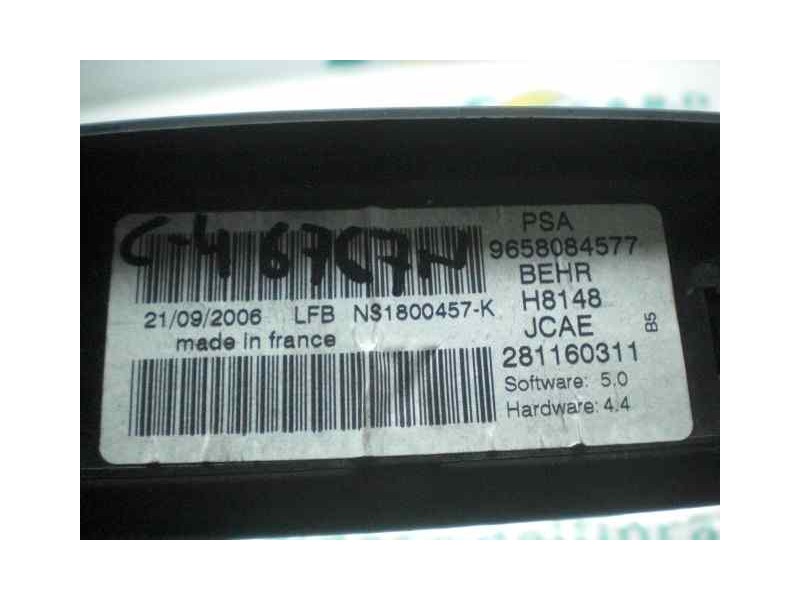 C-4 67C7N
PSA
9658084577
BEHR
H8148
JCAE
281160311
Software: 5.0
Hardware: 4.4
B5
21/09/2006 LFB NS1800457-K
made in france